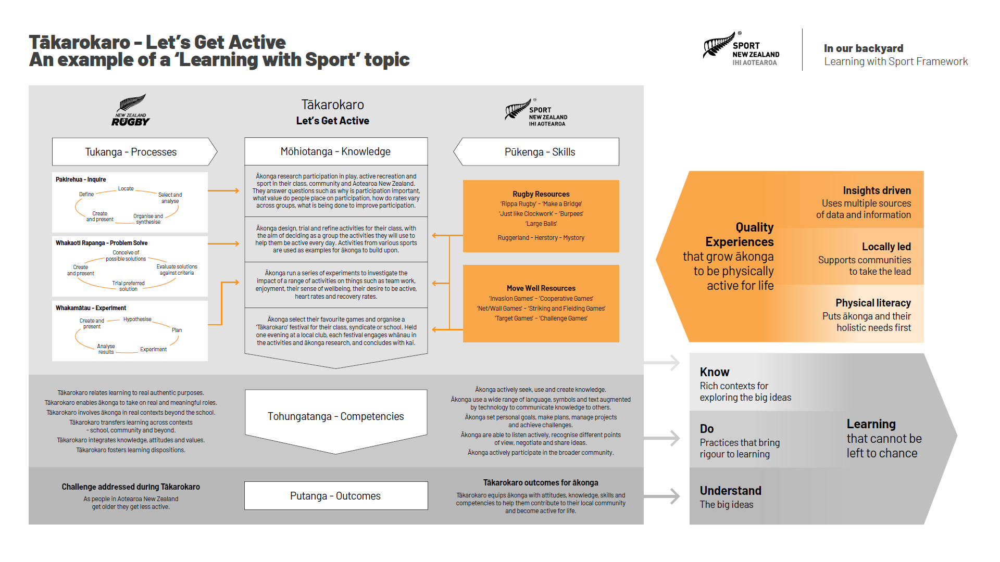 Tākarokaro - Let's Get Active
An example of a 'Learning with Sport' topic
SPORT
NEW ZEALAND
IHI AOTEAROA
In our backyard
Learning with Sport Framework
NEW ZEALAND
RUGBY
Tākarokaro
Let's Get Active
SPORT
NEW ZEALAND
IHI AOTEAROA
Tukanga - Processes
Mōhiotanga - Knowledge
Pūkenga - Skills
Pakirehua - Inquire
Locate
Define
Select and
analyse
Create
and present
Organise and
synthesise
Whakaoti Rapanga - Problem Solve
Conceive of
possible solutions
Create
and present
Evaluate solutions
against criteria
Trial preferred
solution
Whakamātau - Experiment
Create and
present
Hypothesise
Plan
Analyse
results
Experiment
Ākonga research participation in play, active recreation and
sport in their class, community and Aotearoa New Zealand.
They answer questions such as why is participation important,
what value do people place on participation, how do rates vary
across groups, what is being done to improve participation.
Ākonga design, trial and refine activities for their class, with
the aim of deciding as a group the activities they will use to
help them be active every day. Activities from various sports
are used as examples for ākonga to build upon.
Ākonga run a series of experiments to investigate the
impact of a range of activities on things such as team work,
enjoyment, their sense of wellbeing, their desire to be active,
heart rates and recovery rates.
Ākonga select their favourite games and organise a
'Tākarokaro' festival for their class, syndicate or school. Held
one evening at a local club, each festival engages whānau in
the activities and ākonga research, and concludes with kai.
Rugby Resources
'Rippa Rugby' - 'Make a Bridge'
'Just like Clockwork' - 'Burpees'
'Large Balls'
Ruggerland - Herstory - Mystory
Move Well Resources
'Invasion Games' - 'Cooperative Games'
'Net/Wall Games' - 'Striking and Fielding Games'
'Target Games' - 'Challenge Games'
Quality
Experiences
that grow ākonga
to be physically
active for life
Insights driven
Uses multiple sources
of data and information
Locally led
Supports communities
to take the lead
Physical literacy
Puts ākonga and their
holistic needs first
Tākarokaro relates learning to real authentic purposes.
Tākarokaro enables ākonga to take on real and meaningful roles.
Tākarokaro involves ākonga in real contexts beyond the school.
Tākarokaro transfers learning across contexts
- school, community and beyond.
Tākarokaro integrates knowledge, attitudes and values.
Tākarokaro fosters learning dispositions.
Tohungatanga - Competencies
Ākonga actively seek, use and create knowledge.
Ākonga use a wide range of language, symbols and text augmented
by technology to communicate knowledge to others.
Ākonga set personal goals, make plans, manage projects
and achieve challenges.
Ākonga are able to listen actively, recognise different points
of view, negotiate and share ideas.
Ākonga actively participate in the broader community.
Challenge addressed during Tākarokaro
As people in Aotearoa New Zealand
get older they get less active.
Putanga - Outcomes
Tākarokaro outcomes for ākonga
Tākarokaro equips ākonga with attitudes, knowledge, skills and
competencies to help them contribute to their local community
and become active for life.
Know
Rich contexts for
exploring the big ideas
Do
Practices that bring
rigour to learning
Understand
The big ideas
Learning
that cannot be
left to chance